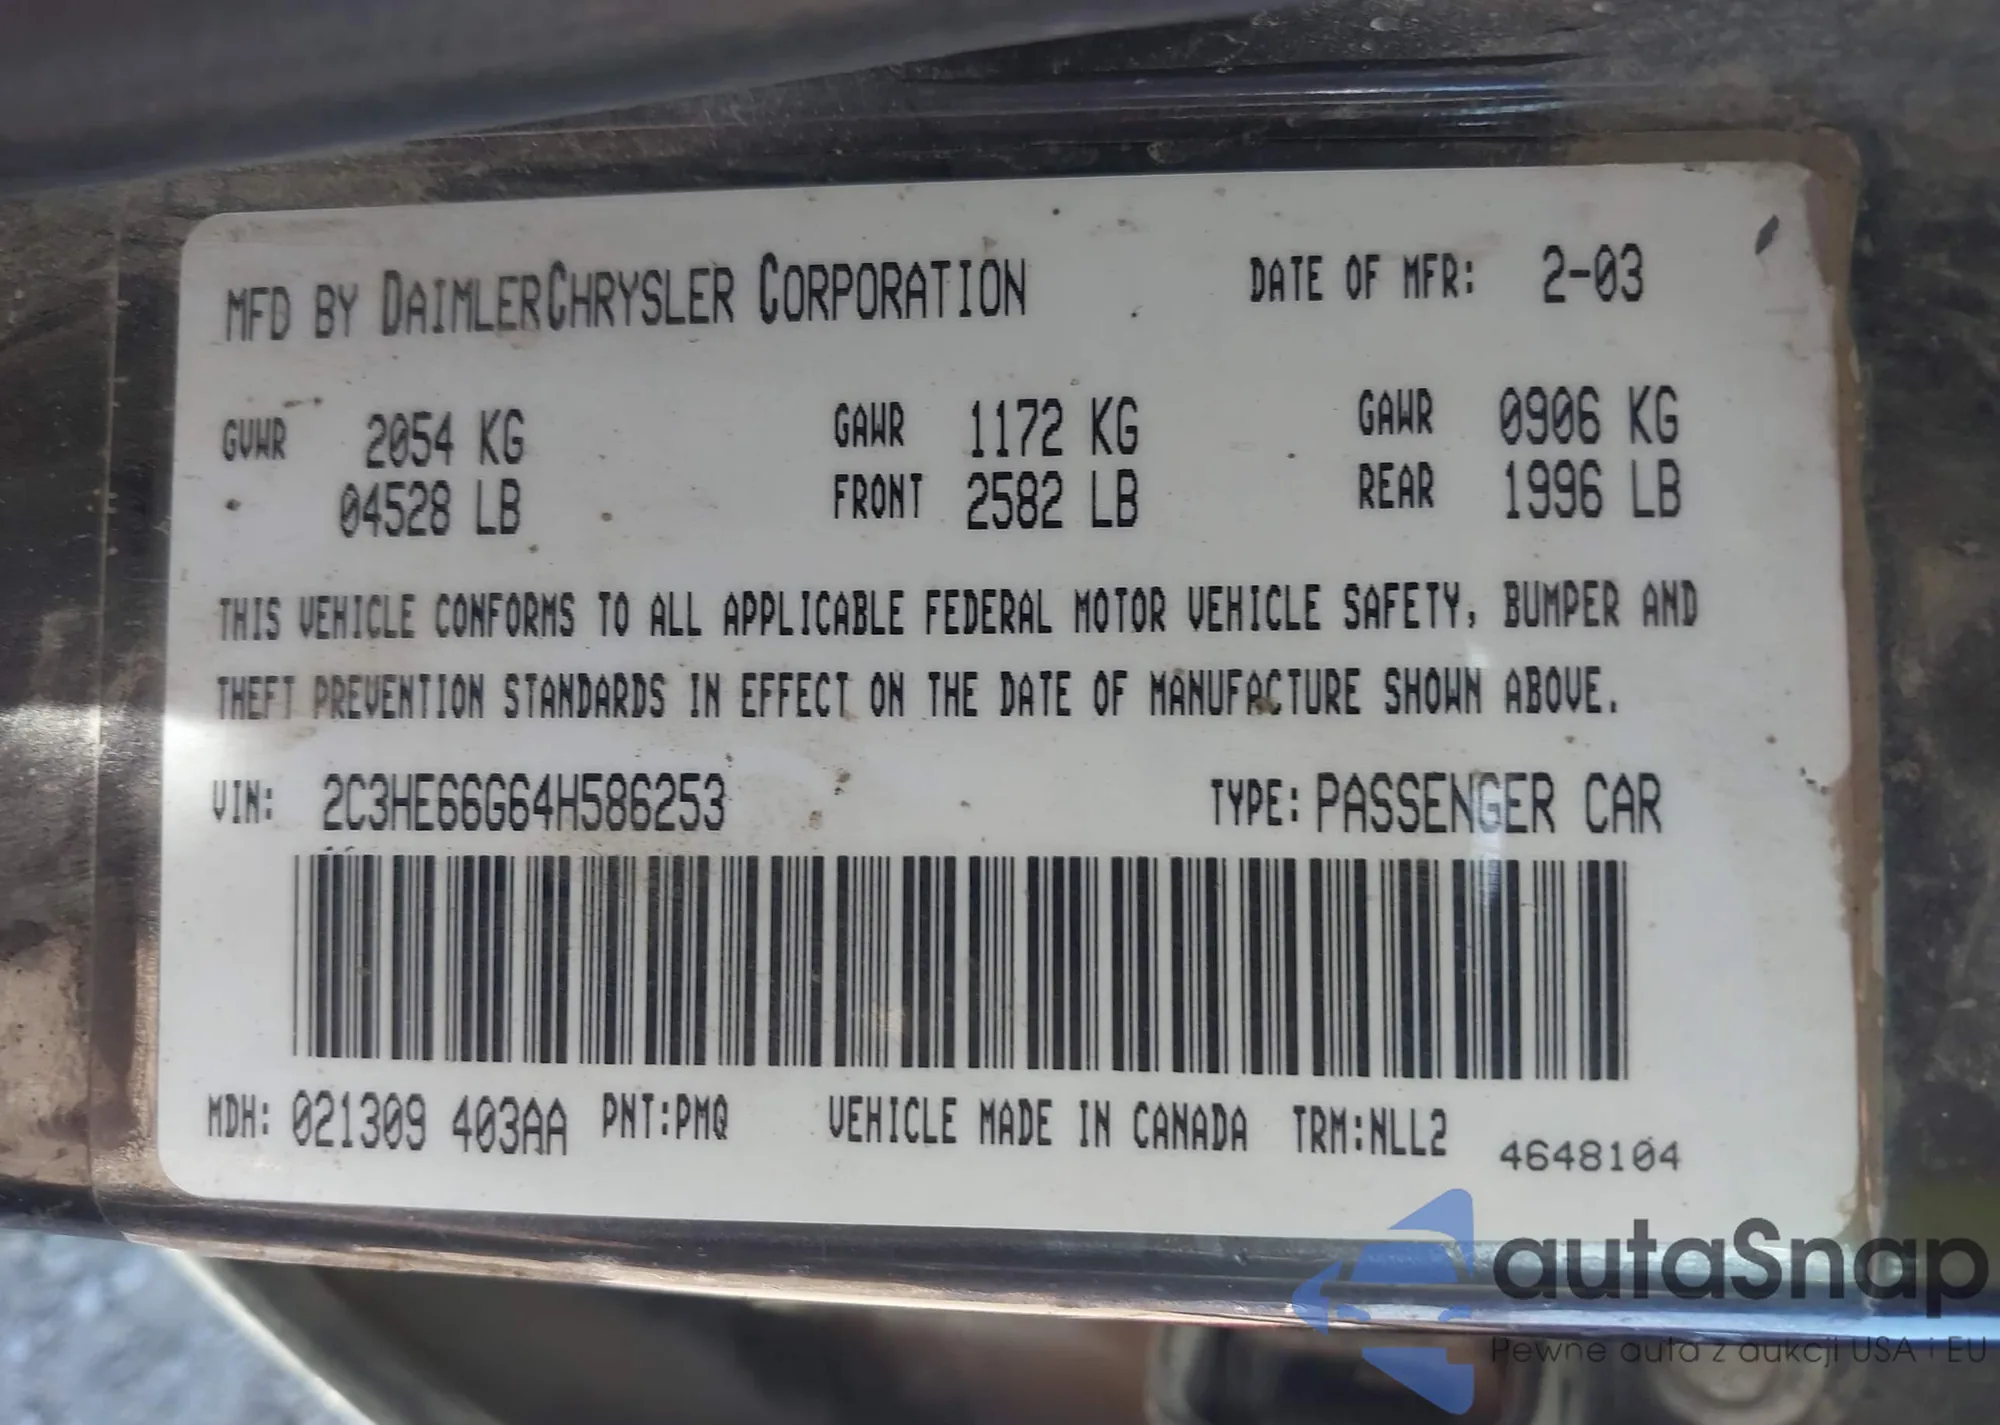 MFD BY DAIMLERCHRYSLER CORPORATION DATE OF MFR: 2-03
GVWR 2054 KG GAWR 1172 KG GAWR 0906 KG
04528 LB FRONT 2582 LB REAR 1996 LB
THIS VEHICLE CONFORMS TO ALL APPLICABLE FEDERAL MOTOR VEHICLE SAFETY, BUMPER AND
THEFT PREVENTION STANDARDS IN EFFECT ON THE DATE OF MANUFACTURE SHOWN ABOVE.
VIN: 2C3HE66G64H586253 TYPE: PASSENGER CAR
MDH: 021309 403AA PNT:PMQ VEHICLE MADE IN CANADA TRM:NLL2 4648104
autaSnap
Pewne auta z aukcji USA i EU